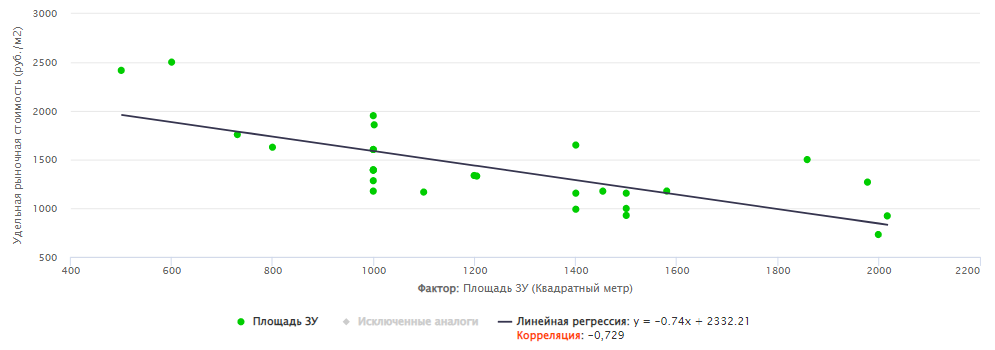 Удельная рыночная стоимость (руб./м2)
3000
2500
2000
1500
1000
500
400 600 800 1000 1200 1400 1600 1800 2000 2200
Фактор: Площадь ЗУ (Квадратный метр)
Площадь ЗУ Исключенные аналоги Линейная регрессия: y = -0.74x + 2332.21
Корреляция: -0,729